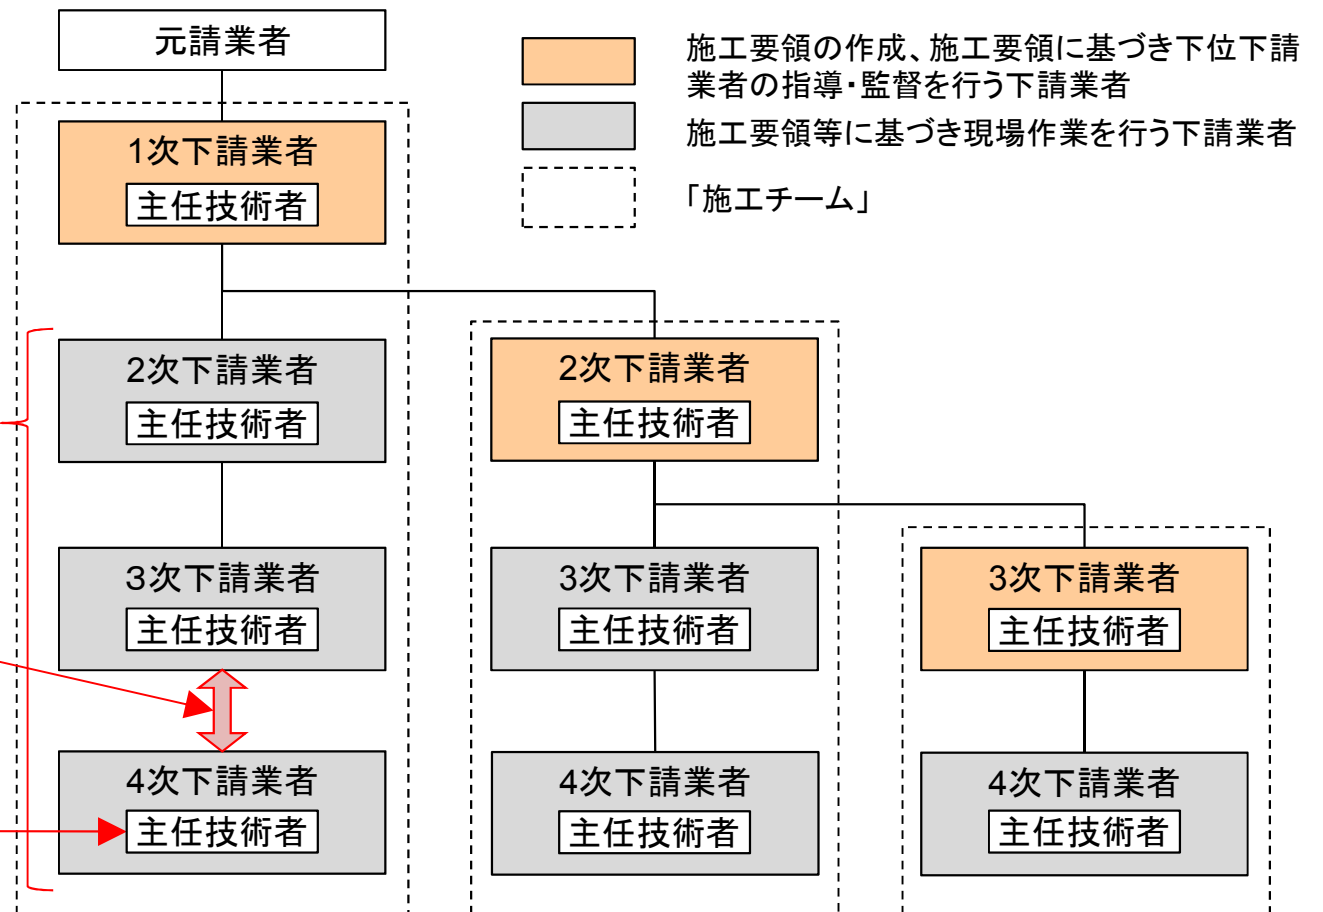 元請業者
施工要領の作成、施工要領に基づき下位下請
業者の指導・監督を行う下請業者
施工要領等に基づき現場作業を行う下請業者
「施工チーム」
1次下請業者
主任技術者
2次下請業者
主任技術者
2次下請業者
主任技術者
３次下請業者
主任技術者
3次下請業者
主任技術者
3次下請業者
主任技術者
4次下請業者
主任技術者
4次下請業者
主任技術者
4次下請業者
主任技術者